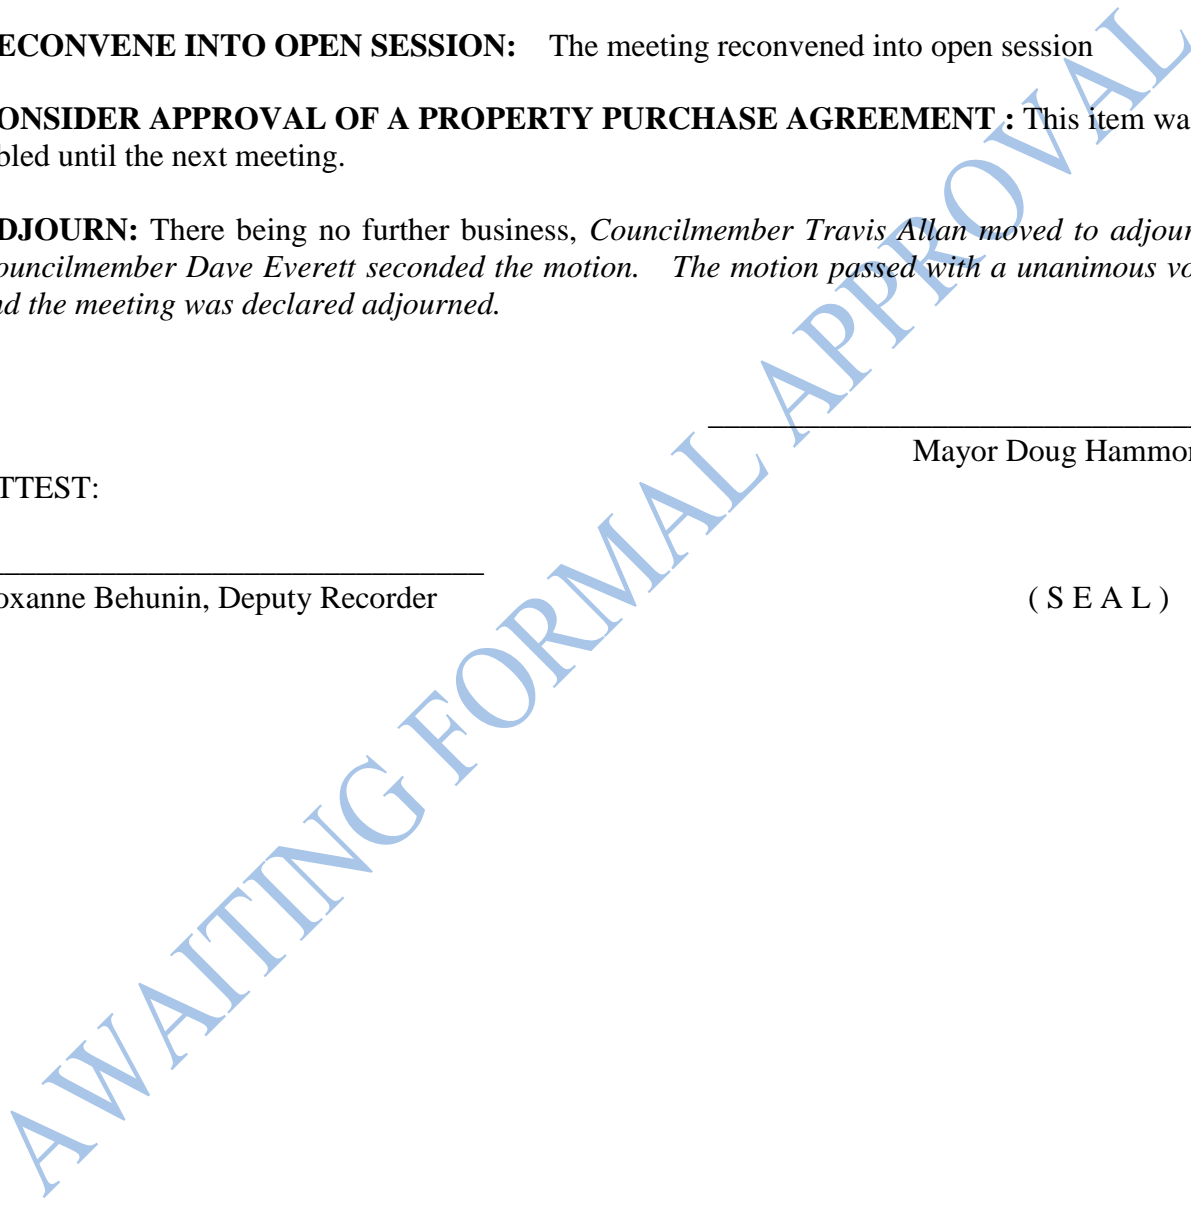 ECONVENE INTO OPEN SESSION: The meeting reconvened into open session
ONSIDER APPROVAL OF A PROPERTY PURCHASE AGREEMENT : This item wa
bled until the next meeting.
DJOURN: There being no further business, Councilmember Travis Allan moved to adjour
ouncilmember Dave Everett seconded the motion. The motion passed with a unanimous vo
nd the meeting was declared adjourned.
Mayor Doug Hammo
TTEST:
oxanne Behunin, Deputy Recorder ( S E A L )
AWAITING FORMAL APPROVAL